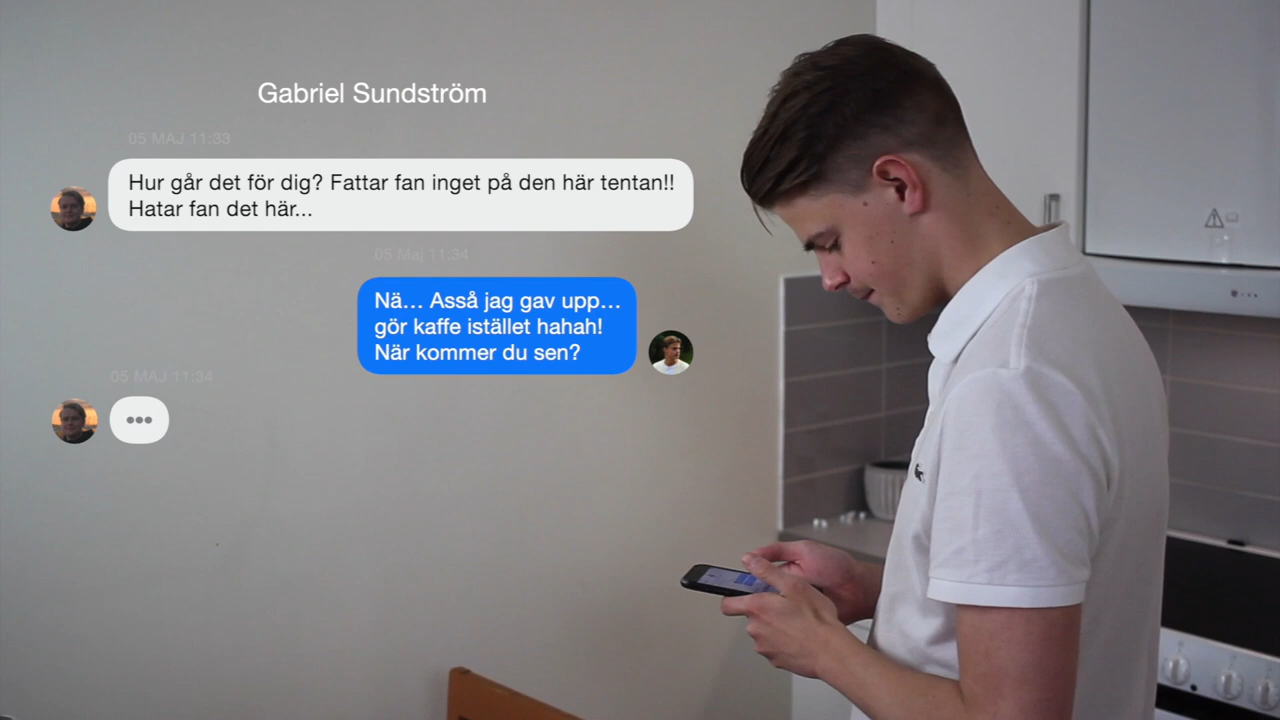 Gabriel Sundström
05 MAJ 11:33
Hur går det för dig? Fattar fan inget på den här tentan!!
Hatar fan det här...
05 Maj 11:34
Nä... Asså jag gav upp...
gör kaffe istället hahah!
När kommer du sen?
05 MAJ 11:34